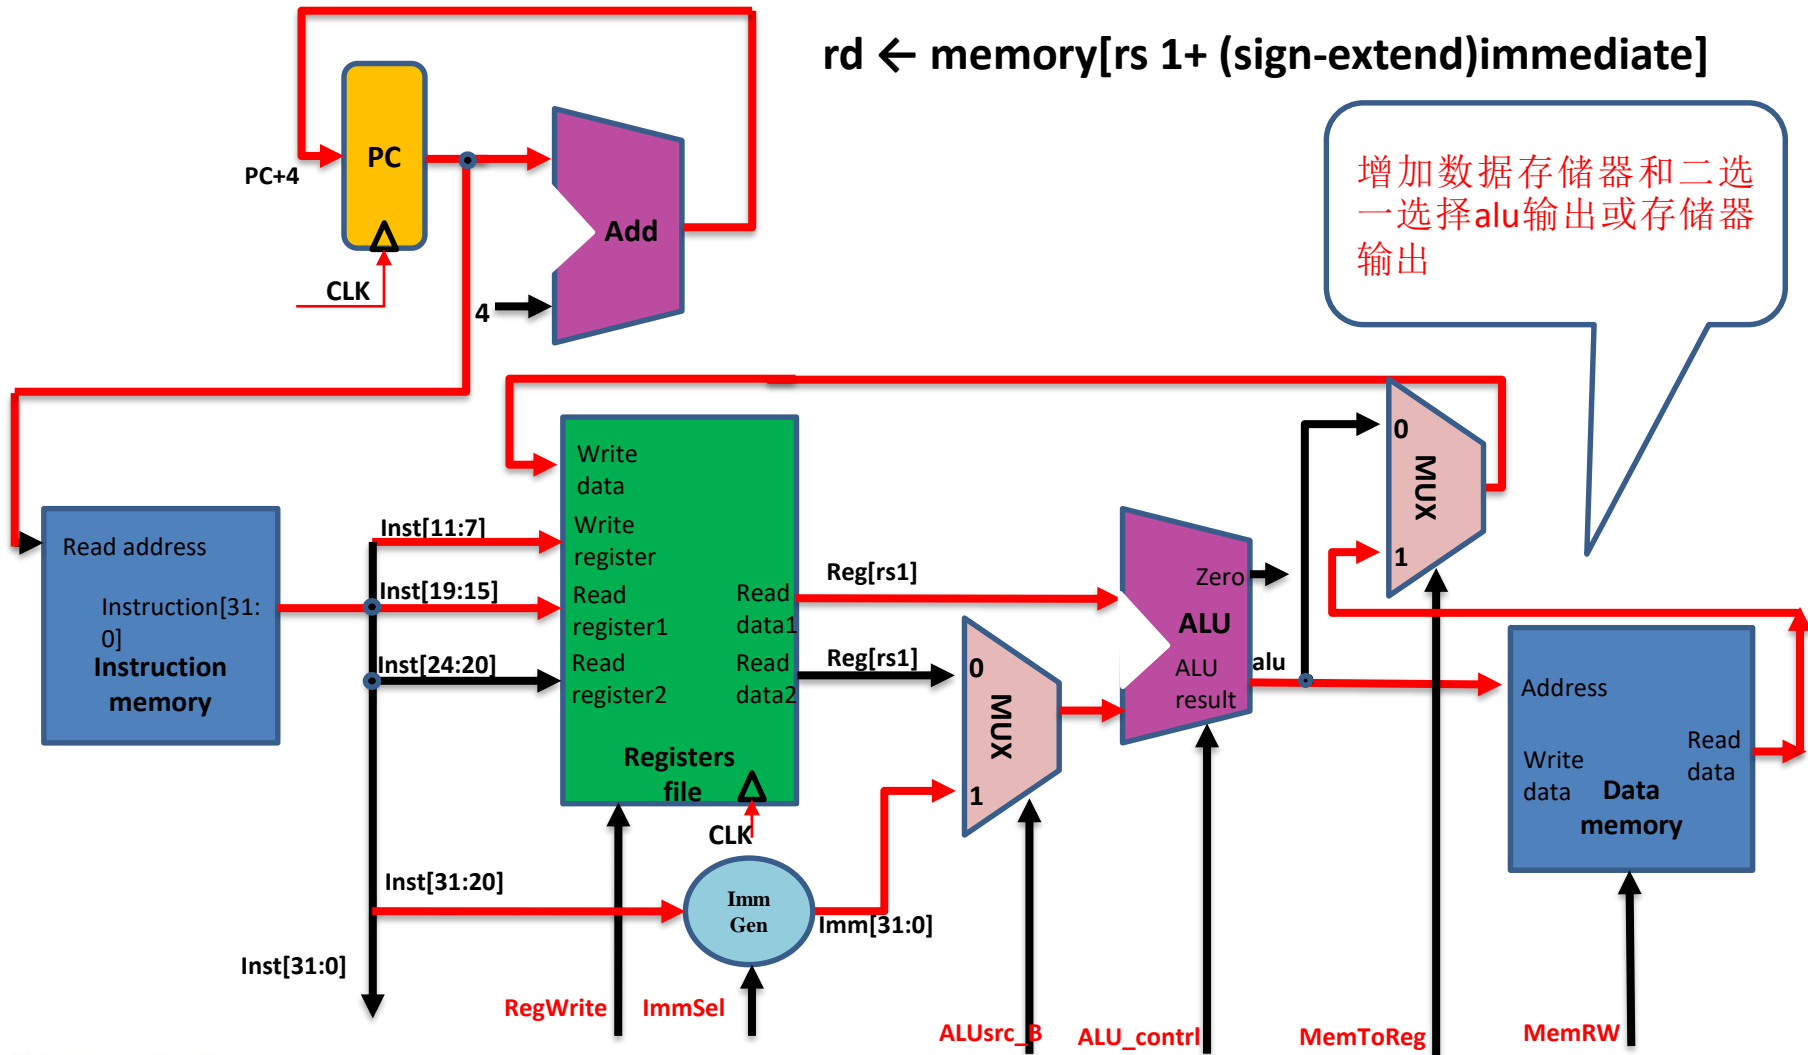 rd ← memory[rs 1+ (sign-extend)immediate]
增加数据存储器和二选
一选择alu输出或存储器
输出
PC
PC+4
Add
CLK
4
Write
data
Write
register
Read
register1
Read
register2
Read
data1
Read
data2
Registers
file
CLK
Read address
Instruction[31:
0]
Instruction
memory
Inst[11:7]
Inst[19:15]
Inst[24:20]
Inst[31:20]
Inst[31:0]
Reg[rs1]
Reg[rs1]
0
MUX
1
Zero
ALU
ALU
result
alu
0
MUX
1
Address
Write
data
Read
data
Data
memory
Imm
Gen
Imm[31:0]
RegWrite
ImmSel
ALUsrc_B
ALU_contrl
MemToReg
MemRW